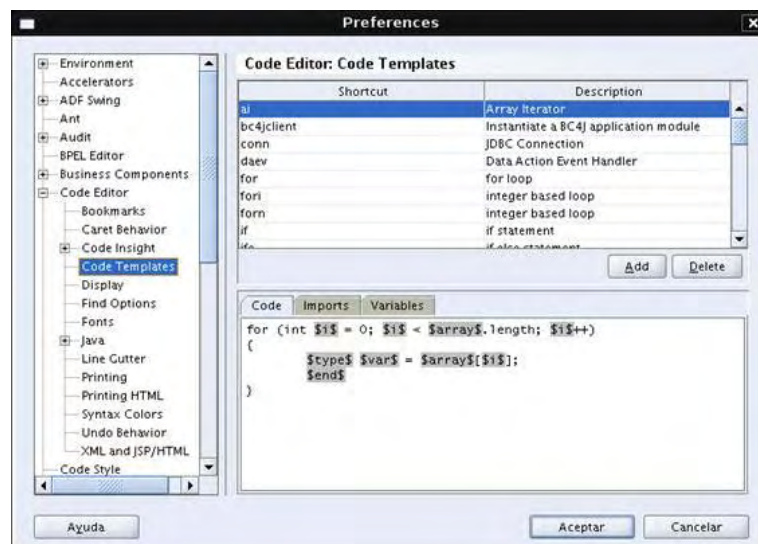 Preferences
Environment
Accelerators
ADF Swing
Ant
Audit
BPEL Editor
Business Components
Code Editor
Bookmarks
Caret Behavior
Code Insight
Code Templates
Display
Find Options
Fonts
Java
Line Gutter
Printing
Printing HTML
Syntax Colors
Undo Behavior
XML and JSP/HTML
Code Style
Code Editor: Code Templates
Shortcut Description
ai Array Iterator
bc4jclient Instantiate a BC4J application module
conn JDBC Connection
daev Data Action Event Handler
for for loop
fori integer based loop
forn integer based loop
if if statement
ife if else statement
Add Delete
Code Imports Variables
for (int $i$ = 0; $i$ < $array$.length; $i$++)
{
$type$ $var$ = $array$[$i$];
$end$
}
Ayuda Aceptar Cancelar